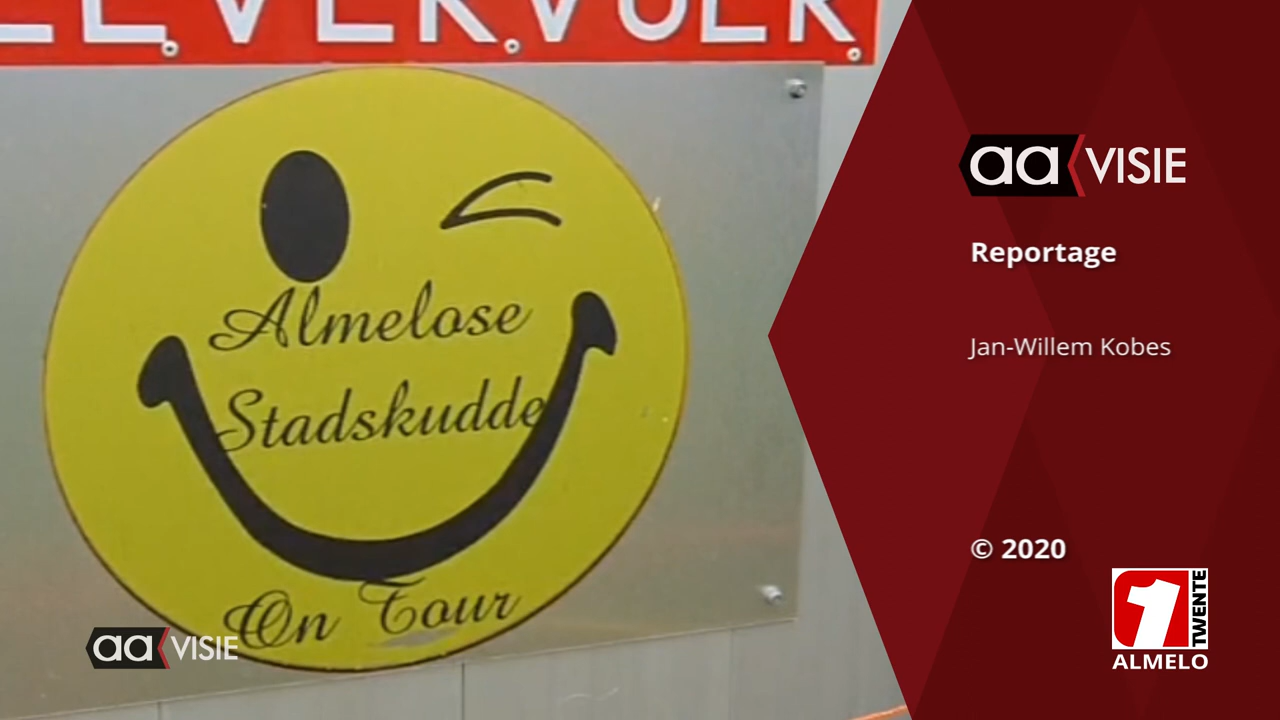 Almelose
Stadskudde
On Tour
aa VISIE
aa VISIE
Reportage
Jan-Willem Kobes
© 2020
1 TWENTE
ALMELO